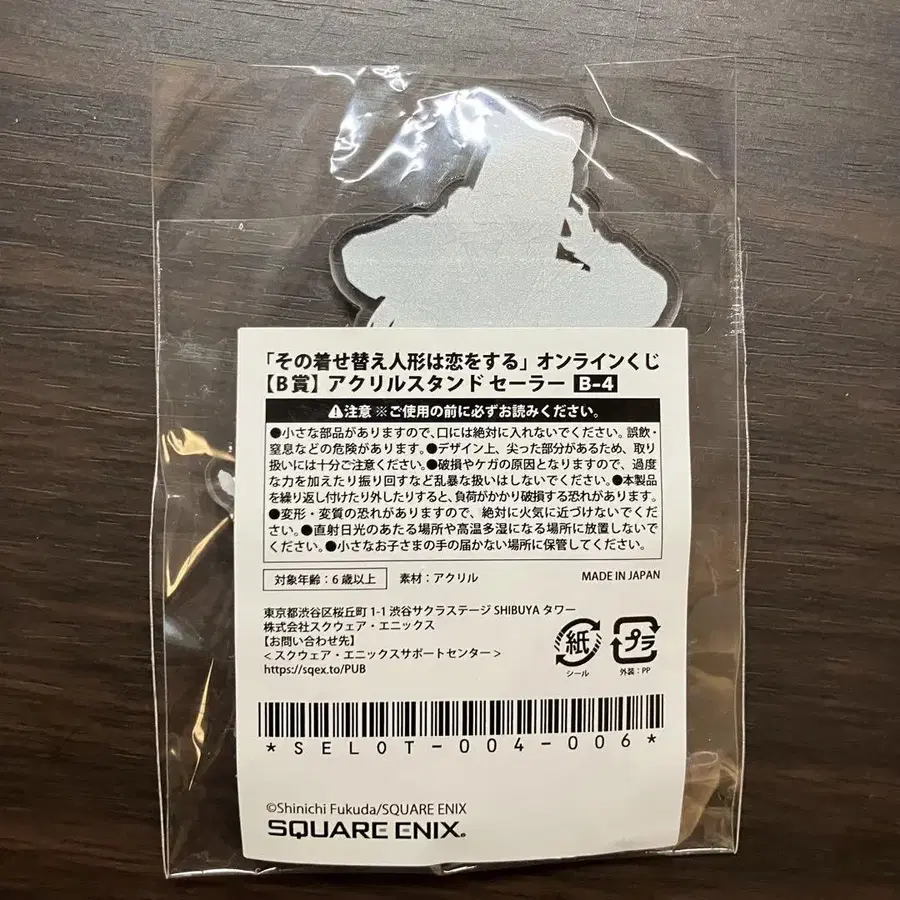 「その着せ替え人形は恋をする」オンラインくじ
【B賞】アクリルスタンド セーラー B-4
⚠注意 ※ご使用の前に必ずお読みください。
●小さな部品がありますので、口には絶対に入れないでください。誤飲・
窒息などの危険があります。●デザイン上、尖った部分があるため、取り
扱いには十分ご注意ください。●破損やケガの原因となりますので、過度
な力を加えたり振り回すなど乱暴な扱いはしないでください。●本製品
を繰り返し付けたり外したりすると、負荷がかかり破損する恐れがあります。
●変形・変質の恐れがありますので、絶対に火気に近づけないでくださ
い。●直射日光のあたる場所や高温多湿になる場所に放置しないで
ください。●小さなお子さまの手の届かない場所に保管してください。
対象年齢：6歳以上 素材：アクリル MADE IN JAPAN
東京都渋谷区桜丘町 1-1 渋谷サクラステージ SHIBUYA タワー
株式会社スクウェア・エニックス
【お問い合わせ先】
< スクウェア・エニックスサポートセンター >
https://sqex.to/PUB
紙
シール
プラ
外装：PP
*SEL0T-004-006*
©Shinichi Fukuda/SQUARE ENIX
SQUARE ENIX.